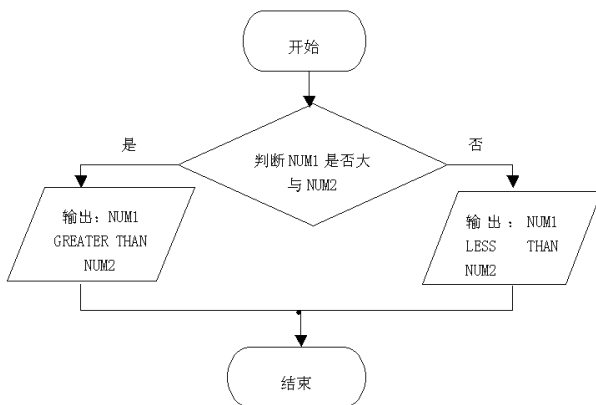 开始
是
否
判断 NUM1 是否大
与 NUM2
输出：NUM1
GREATER THAN
NUM2
输 出 ： NUM1
LESS THAN
NUM2
结束